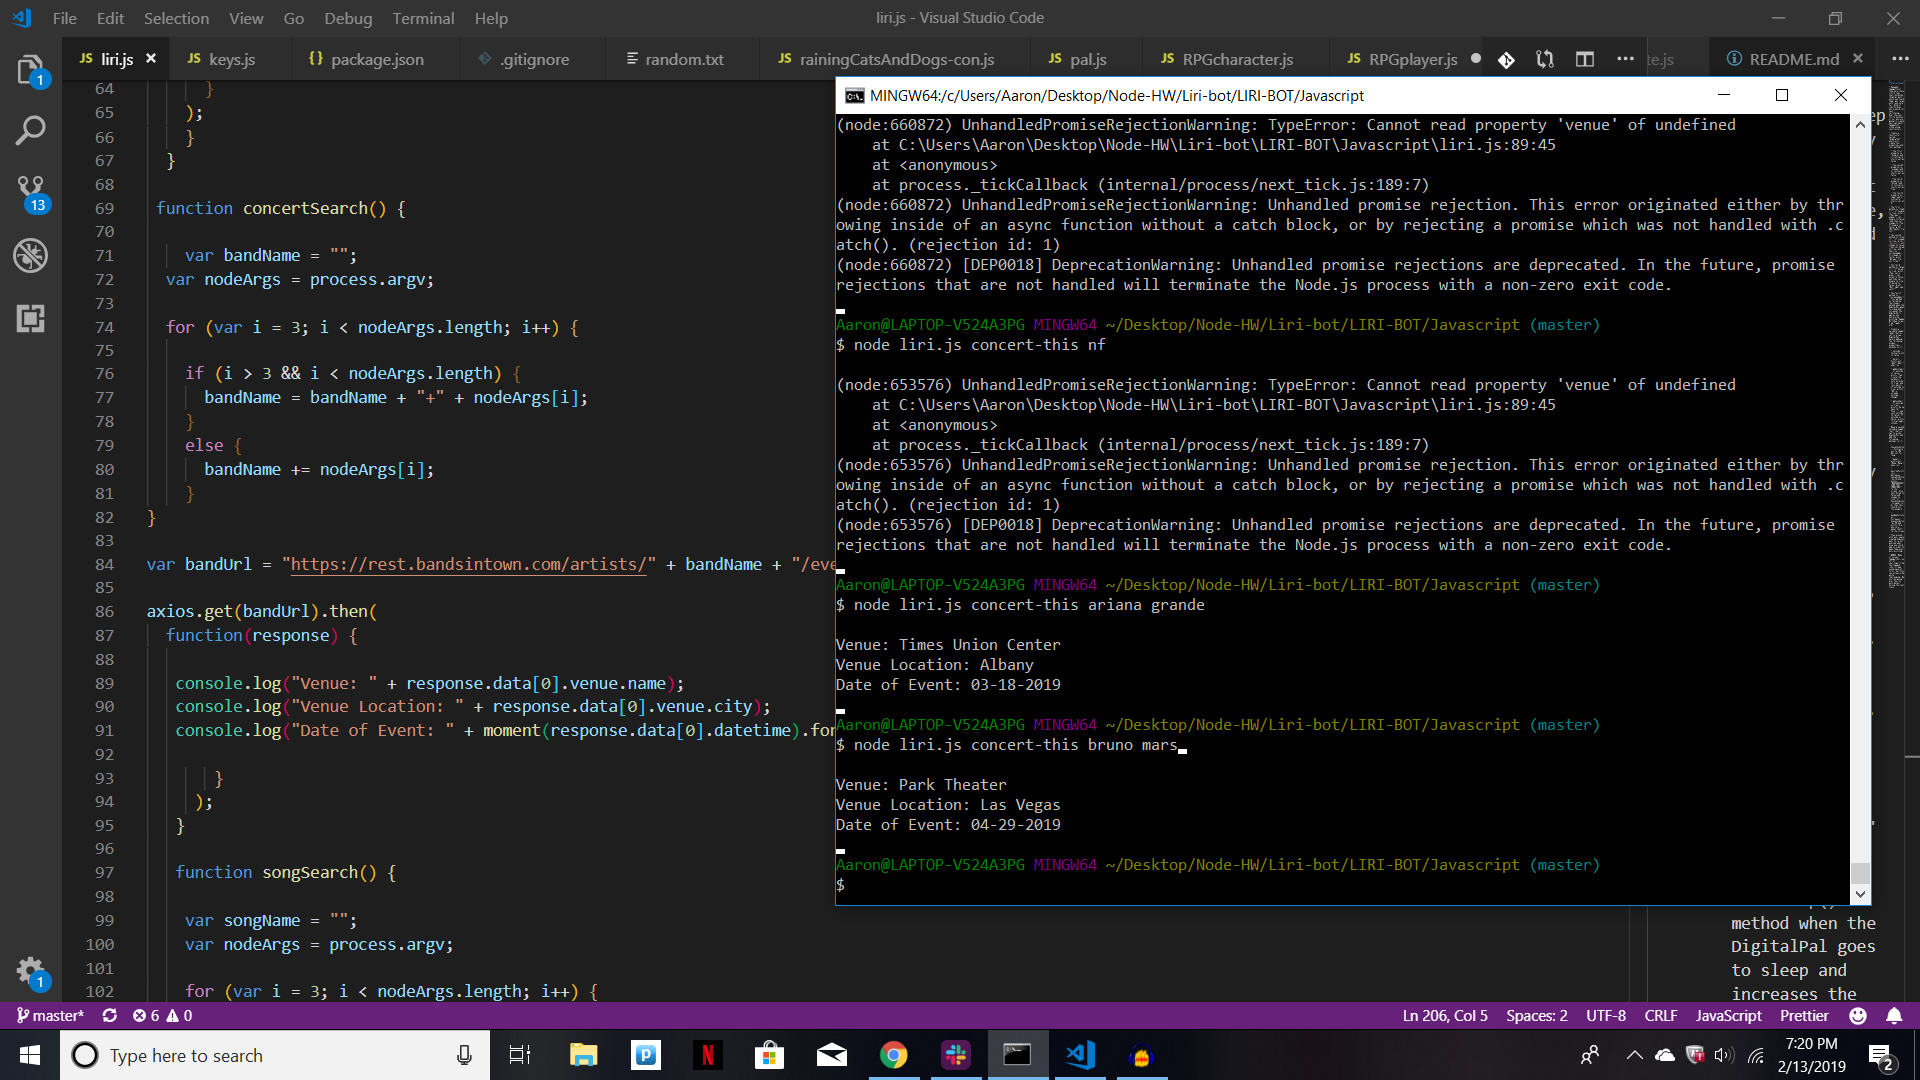 File Edit Selection View Go Debug Terminal Help
liri.js - Visual Studio Code
JS liri.js
JS keys.js
{} package.json
.gitignore
random.txt
JS rainingCatsAndDogs-con.js
JS pal.js
JS RPGcharacter.js
JS RPGplayer.js
te.js
README.md
1
13
1
64 }
65 );
66 }
67 }
68
69 function concertSearch() {
70
71 var bandName = "";
72 var nodeArgs = process.argv;
73
74 for (var i = 3; i < nodeArgs.length; i++) {
75
76 if (i > 3 && i < nodeArgs.length) {
77 bandName = bandName + "+" + nodeArgs[i];
78 }
79 else {
80 bandName += nodeArgs[i];
81 }
82 }
83
84 var bandUrl = "https://rest.bandsintown.com/artists/" + bandName + "/eve
85
86 axios.get(bandUrl).then(
87 function(response) {
88
89 console.log("Venue: " + response.data[0].venue.name);
90 console.log("Venue Location: " + response.data[0].venue.city);
91 console.log("Date of Event: " + moment(response.data[0].datetime).for
92
93 }
94 );
95 }
96
97 function songSearch() {
98
99 var songName = "";
100 var nodeArgs = process.argv;
101
102 for (var i = 3; i < nodeArgs.length; i++) {
MINGW64:/c/Users/Aaron/Desktop/Node-HW/Liri-bot/LIRI-BOT/Javascript
(node:660872) UnhandledPromiseRejectionWarning: TypeError: Cannot read property 'venue' of undefined
at C:\Users\Aaron\Desktop\Node-HW\Liri-bot\LIRI-BOT\Javascript\liri.js:89:45
at <anonymous>
at process._tickCallback (internal/process/next_tick.js:189:7)
(node:660872) UnhandledPromiseRejectionWarning: Unhandled promise rejection. This error originated either by thr
owing inside of an async function without a catch block, or by rejecting a promise which was not handled with .c
atch(). (rejection id: 1)
(node:660872) [DEP0018] DeprecationWarning: Unhandled promise rejections are deprecated. In the future, promise
rejections that are not handled will terminate the Node.js process with a non-zero exit code.
Aaron@LAPTOP-V524A3PG MINGW64 ~/Desktop/Node-HW/Liri-bot/LIRI-BOT/Javascript (master)
$ node liri.js concert-this nf
(node:653576) UnhandledPromiseRejectionWarning: TypeError: Cannot read property 'venue' of undefined
at C:\Users\Aaron\Desktop\Node-HW\Liri-bot\LIRI-BOT\Javascript\liri.js:89:45
at <anonymous>
at process._tickCallback (internal/process/next_tick.js:189:7)
(node:653576) UnhandledPromiseRejectionWarning: Unhandled promise rejection. This error originated either by thr
owing inside of an async function without a catch block, or by rejecting a promise which was not handled with .c
atch(). (rejection id: 1)
(node:653576) [DEP0018] DeprecationWarning: Unhandled promise rejections are deprecated. In the future, promise
rejections that are not handled will terminate the Node.js process with a non-zero exit code.
Aaron@LAPTOP-V524A3PG MINGW64 ~/Desktop/Node-HW/Liri-bot/LIRI-BOT/Javascript (master)
$ node liri.js concert-this ariana grande
Venue: Times Union Center
Venue Location: Albany
Date of Event: 03-18-2019
Aaron@LAPTOP-V524A3PG MINGW64 ~/Desktop/Node-HW/Liri-bot/LIRI-BOT/Javascript (master)
$ node liri.js concert-this bruno mars
Venue: Park Theater
Venue Location: Las Vegas
Date of Event: 04-29-2019
Aaron@LAPTOP-V524A3PG MINGW64 ~/Desktop/Node-HW/Liri-bot/LIRI-BOT/Javascript (master)
$
method when the
DigitalPal goes
to sleep and
increases the
master* 6 0
Ln 206, Col 5 Spaces: 2 UTF-8 CRLF JavaScript Prettier
Type here to search
7:20 PM
2/13/2019
2